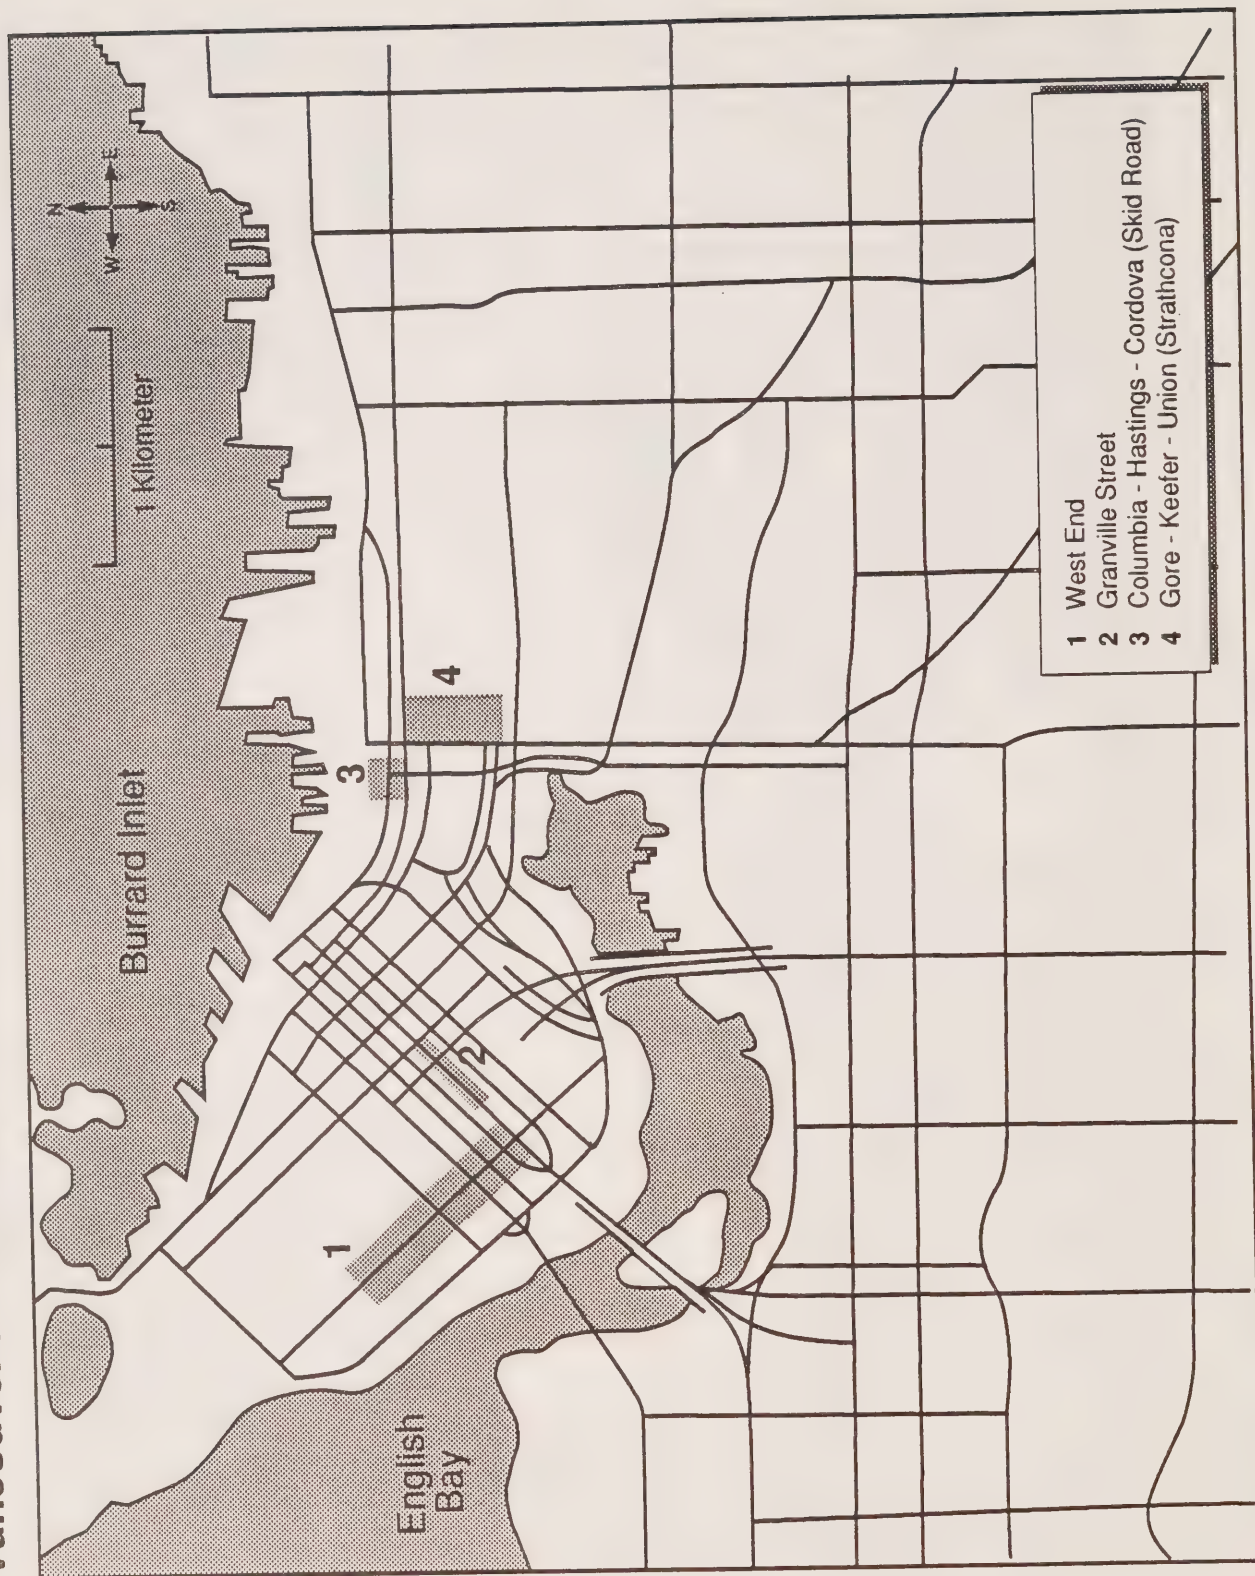 Vancouver
Burrard Inlet
1 Kilometer
N
W E
S
English
Bay
1
2
3
4
1 West End
2 Granville Street
3 Columbia - Hastings - Cordova (Skid Road)
4 Gore - Keefer - Union (Strathcona)